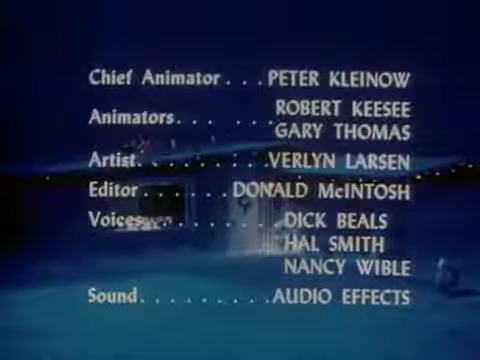 Chief Animator . . . PETER KLEINOW
Animators. . . . . . ROBERT KEESEE
GARY THOMAS
Artist. . . . . . . . VERLYN LARSEN
Editor . . . . . . DONALD McINTOSH
Voices. . . . . . . . . DICK BEALS
HAL SMITH
NANCY WIBLE
Sound. . . . . . . . . AUDIO EFFECTS